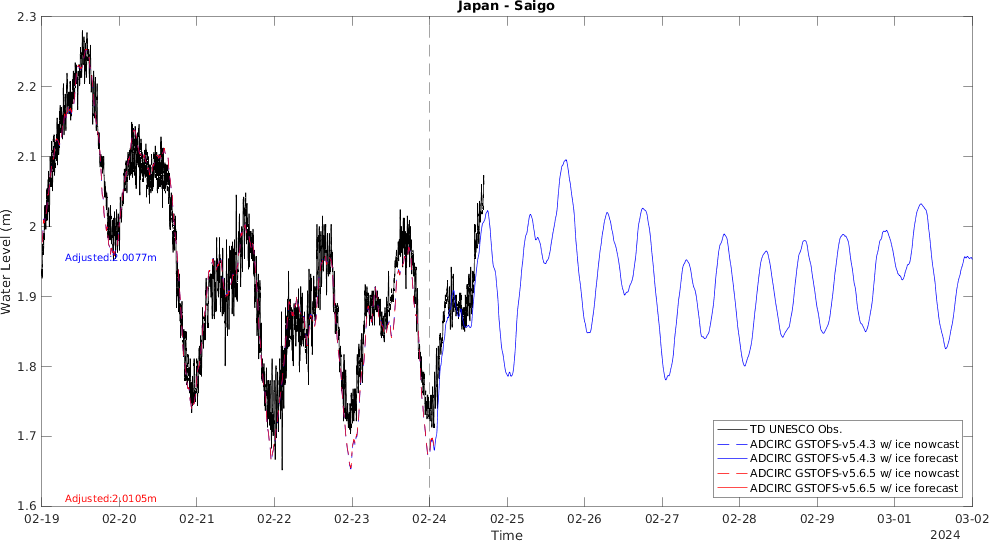 Japan - Saigo
2.3
2.2
2.1
2
1.9
1.8
1.7
1.6
Water Level (m)
Adjusted:2.0077m
Adjusted:2.0105m
TD UNESCO Obs.
ADCIRC GSTOFS-v5.4.3 w/ ice nowcast
ADCIRC GSTOFS-v5.4.3 w/ ice forecast
ADCIRC GSTOFS-v5.6.5 w/ ice nowcast
ADCIRC GSTOFS-v5.6.5 w/ ice forecast
02-19 02-20 02-21 02-22 02-23 02-24 02-25 02-26 02-27 02-28 02-29 03-01 03-02
Time
2024